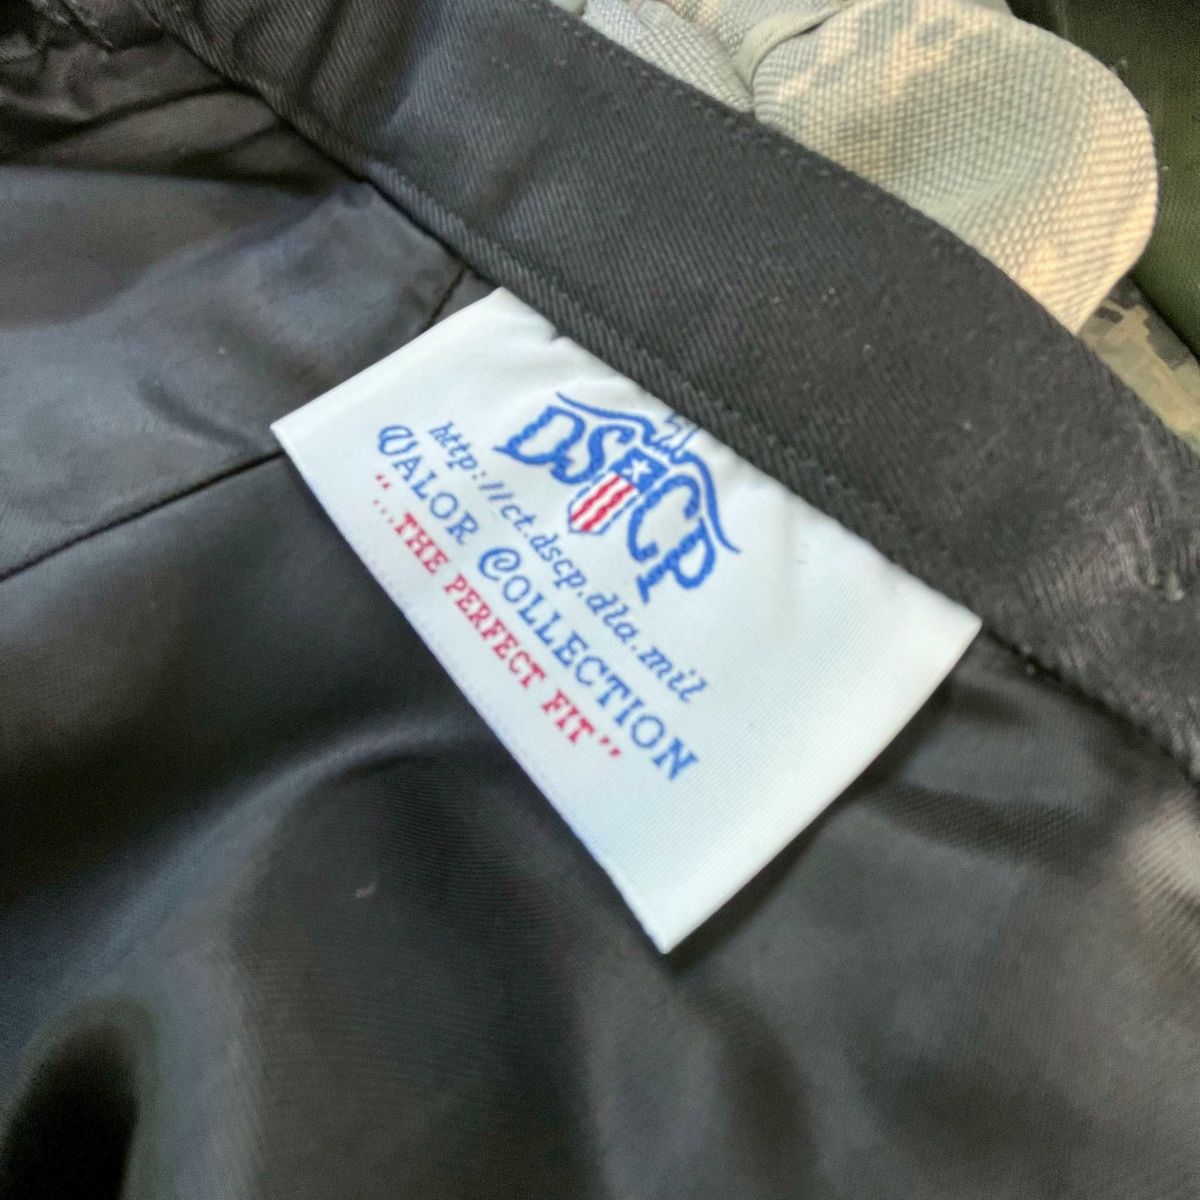 DSCP
http://ct.dscp.dla.mil
VALOR COLLECTION
"...THE PERFECT FIT"